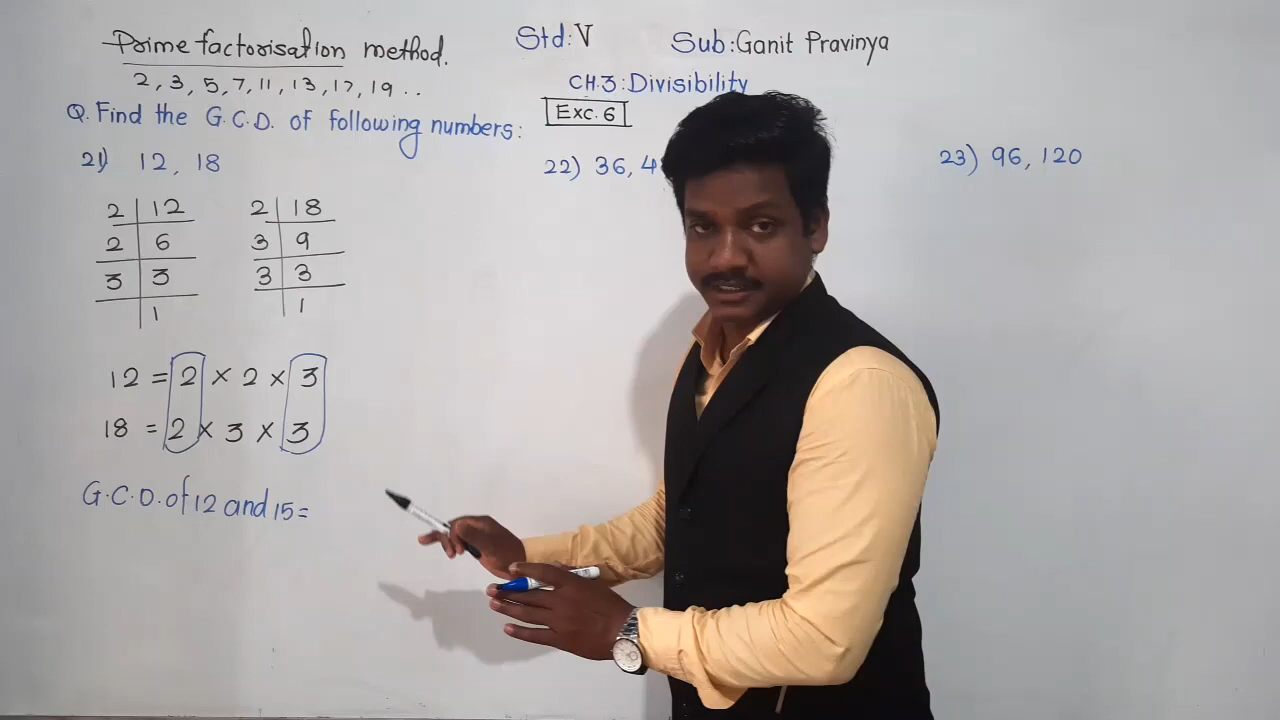 Prime factorisation method.
2, 3, 5, 7, 11, 13, 17, 19 ..
Std: V Sub: Ganit Pravinya
CH.3: Divisibility
Exc. 6
Q. Find the G.C.D. of following numbers:
21) 12, 18
2 | 12
2 | 6
3 | 3
1
2 | 18
3 | 9
3 | 3
1
12 = 2 × 2 × 3
18 = 2 × 3 × 3
G.C.D. of 12 and 15 =
22) 36,
23) 96, 120